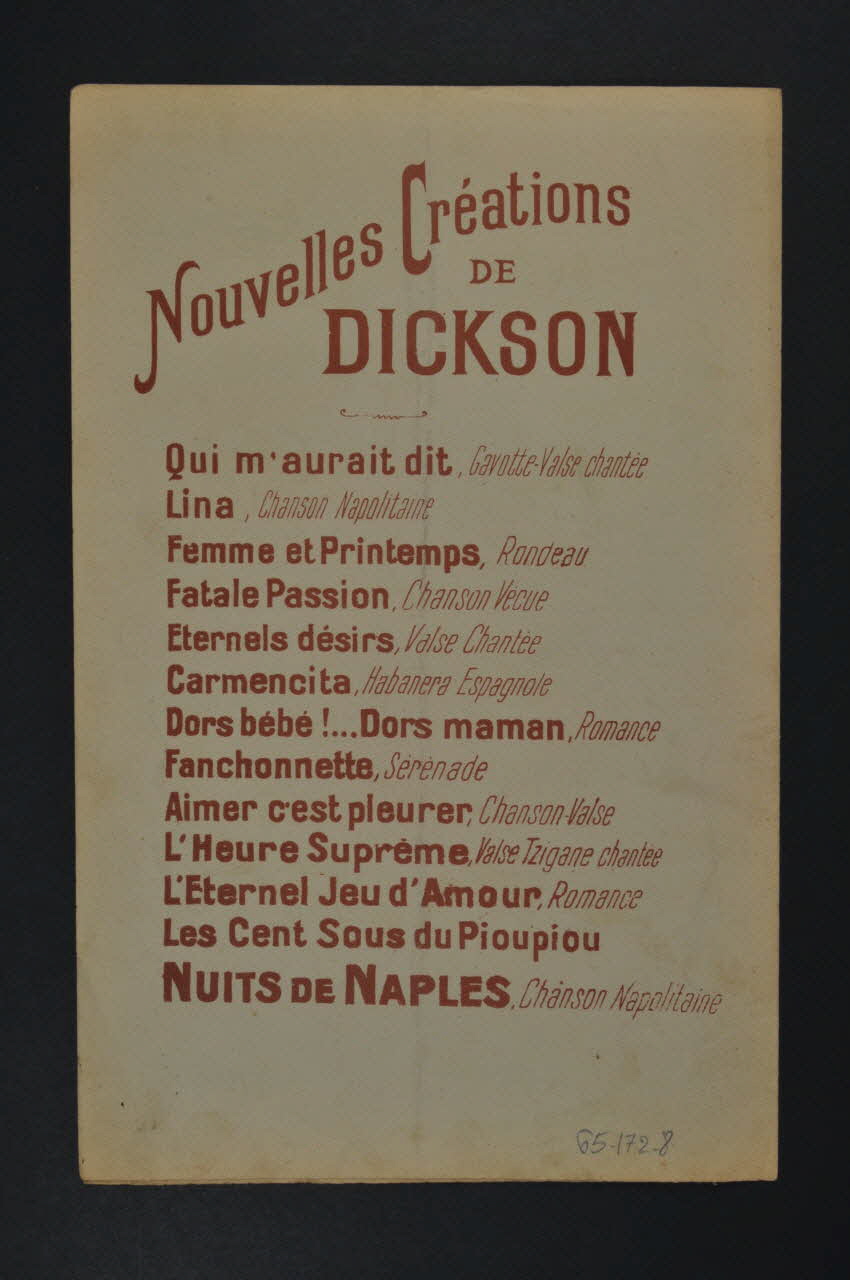 Nouvelles Créations
DE
DICKSON
Qui m'aurait dit, Gavotte-Valse chantée
Lina, Chanson Napolitaine
Femme et Printemps, Rondeau
Fatale Passion, Chanson Vécue
Eternels désirs, Valse Chantée
Carmencita, Habanera Espagnole
Dors bébé !... Dors maman, Romance
Fanchonnette, Sérénade
Aimer c'est pleurer, Chanson-Valse
L'Heure Suprême, Valse Tzigane chantée
L'Eternel Jeu d'Amour, Romance
Les Cent Sous du Pioupiou
NUITS DE NAPLES, Chanson Napolitaine
65-172-8